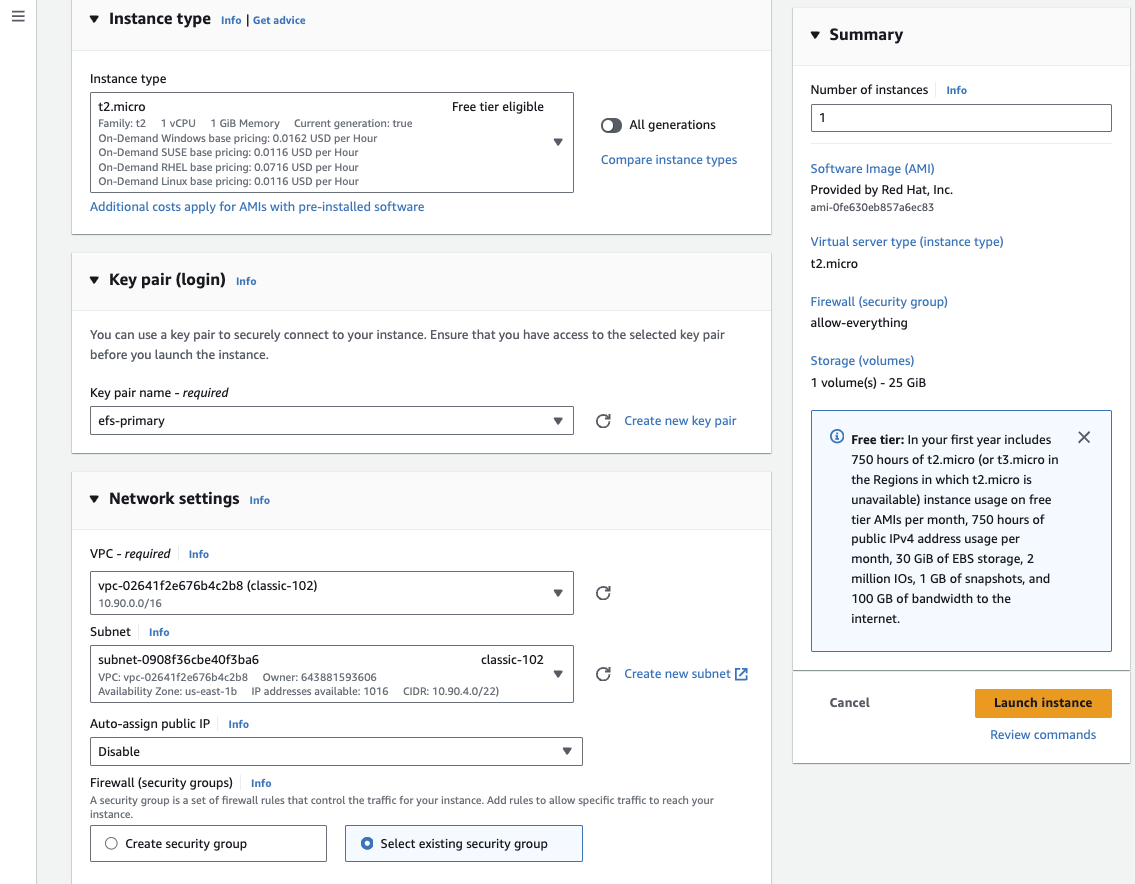 Instance type Info | Get advice
Instance type
t2.micro Free tier eligible
Family: t2 1 vCPU 1 GiB Memory Current generation: true
On-Demand Windows base pricing: 0.0162 USD per Hour
On-Demand SUSE base pricing: 0.0116 USD per Hour
On-Demand RHEL base pricing: 0.0716 USD per Hour
On-Demand Linux base pricing: 0.0116 USD per Hour
All generations
Compare instance types
Additional costs apply for AMIs with pre-installed software
Key pair (login) Info
You can use a key pair to securely connect to your instance. Ensure that you have access to the selected key pair
before you launch the instance.
Key pair name - required
efs-primary
Create new key pair
Network settings Info
VPC - required Info
vpc-02641f2e676b4c2b8 (classic-102)
10.90.0.0/16
Subnet Info
subnet-0908f36cbe40f3ba6 classic-102
VPC: vpc-02641f2e676b4c2b8 Owner: 643881593606
Availability Zone: us-east-1b IP addresses available: 1016 CIDR: 10.90.4.0/22)
Create new subnet
Auto-assign public IP Info
Disable
Firewall (security groups) Info
A security group is a set of firewall rules that control the traffic for your instance. Add rules to allow specific traffic to reach your
instance.
Create security group
Select existing security group
Summary
Number of instances Info
1
Software Image (AMI)
Provided by Red Hat, Inc.
ami-0fe630eb857a6ec83
Virtual server type (instance type)
t2.micro
Firewall (security group)
allow-everything
Storage (volumes)
1 volume(s) - 25 GiB
Free tier: In your first year includes
750 hours of t2.micro (or t3.micro in
the Regions in which t2.micro is
unavailable) instance usage on free
tier AMIs per month, 750 hours of
public IPv4 address usage per
month, 30 GiB of EBS storage, 2
million IOs, 1 GB of snapshots, and
100 GB of bandwidth to the
internet.
Cancel
Launch instance
Review commands